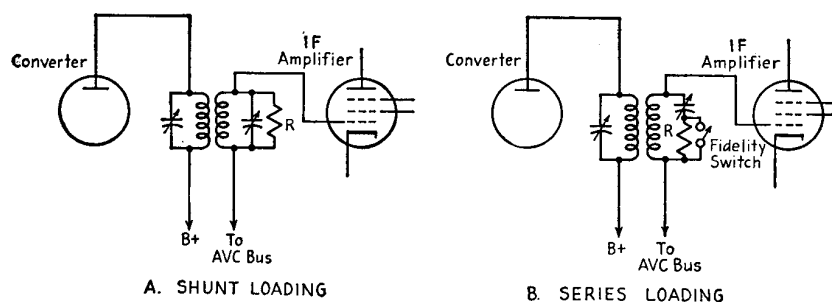 Converter
IF
Amplifier
R
B+
To
AVC Bus
A. SHUNT LOADING
Converter
IF
Amplifier
R
Fidelity
Switch
B+
To
AVC Bus
B. SERIES LOADING